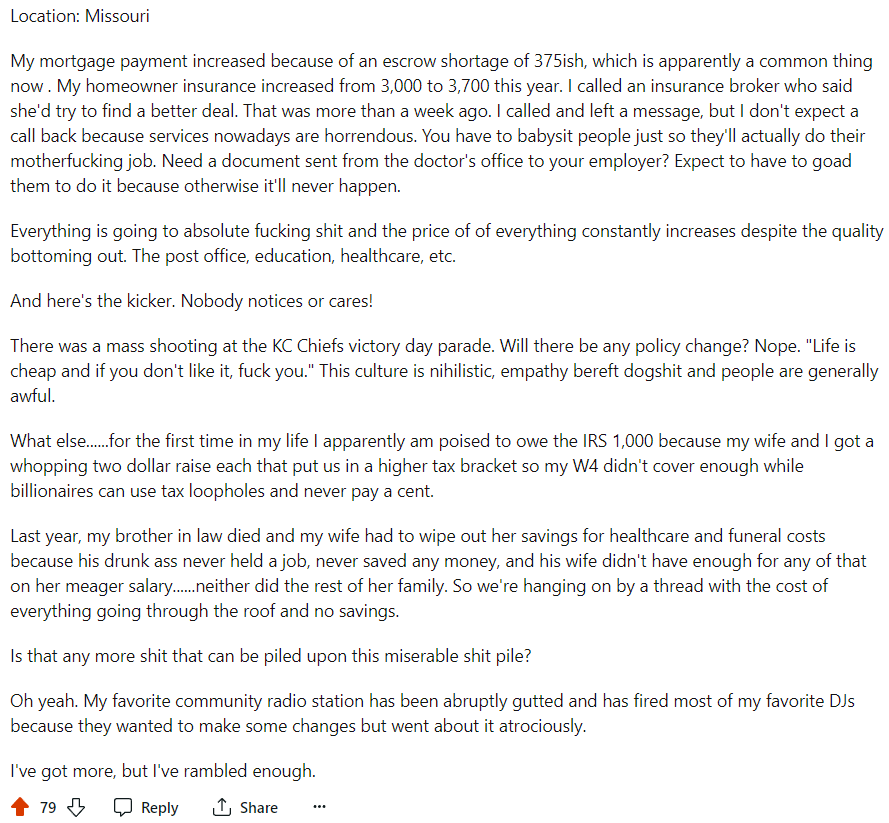 Location: Missouri
My mortgage payment increased because of an escrow shortage of 375ish, which is apparently a common thing
now . My homeowner insurance increased from 3,000 to 3,700 this year. I called an insurance broker who said
she'd try to find a better deal. That was more than a week ago. I called and left a message, but I don't expect a
call back because services nowadays are horrendous. You have to babysit people just so they'll actually do their
motherfucking job. Need a document sent from the doctor's office to your employer? Expect to have to goad
them to do it because otherwise it'll never happen.
Everything is going to absolute fucking shit and the price of of everything constantly increases despite the quality
bottoming out. The post office, education, healthcare, etc.
And here's the kicker. Nobody notices or cares!
There was a mass shooting at the KC Chiefs victory day parade. Will there be any policy change? Nope. "Life is
cheap and if you don't like it, fuck you." This culture is nihilistic, empathy bereft dogshit and people are generally
awful.
What else......for the first time in my life I apparently am poised to owe the IRS 1,000 because my wife and I got a
whopping two dollar raise each that put us in a higher tax bracket so my W4 didn't cover enough while
billionaires can use tax loopholes and never pay a cent.
Last year, my brother in law died and my wife had to wipe out her savings for healthcare and funeral costs
because his drunk ass never held a job, never saved any money, and his wife didn't have enough for any of that
on her meager salary......neither did the rest of her family. So we're hanging on by a thread with the cost of
everything going through the roof and no savings.
Is that any more shit that can be piled upon this miserable shit pile?
Oh yeah. My favorite community radio station has been abruptly gutted and has fired most of my favorite DJs
because they wanted to make some changes but went about it atrociously.
I've got more, but I've rambled enough.
79 Reply Share ...